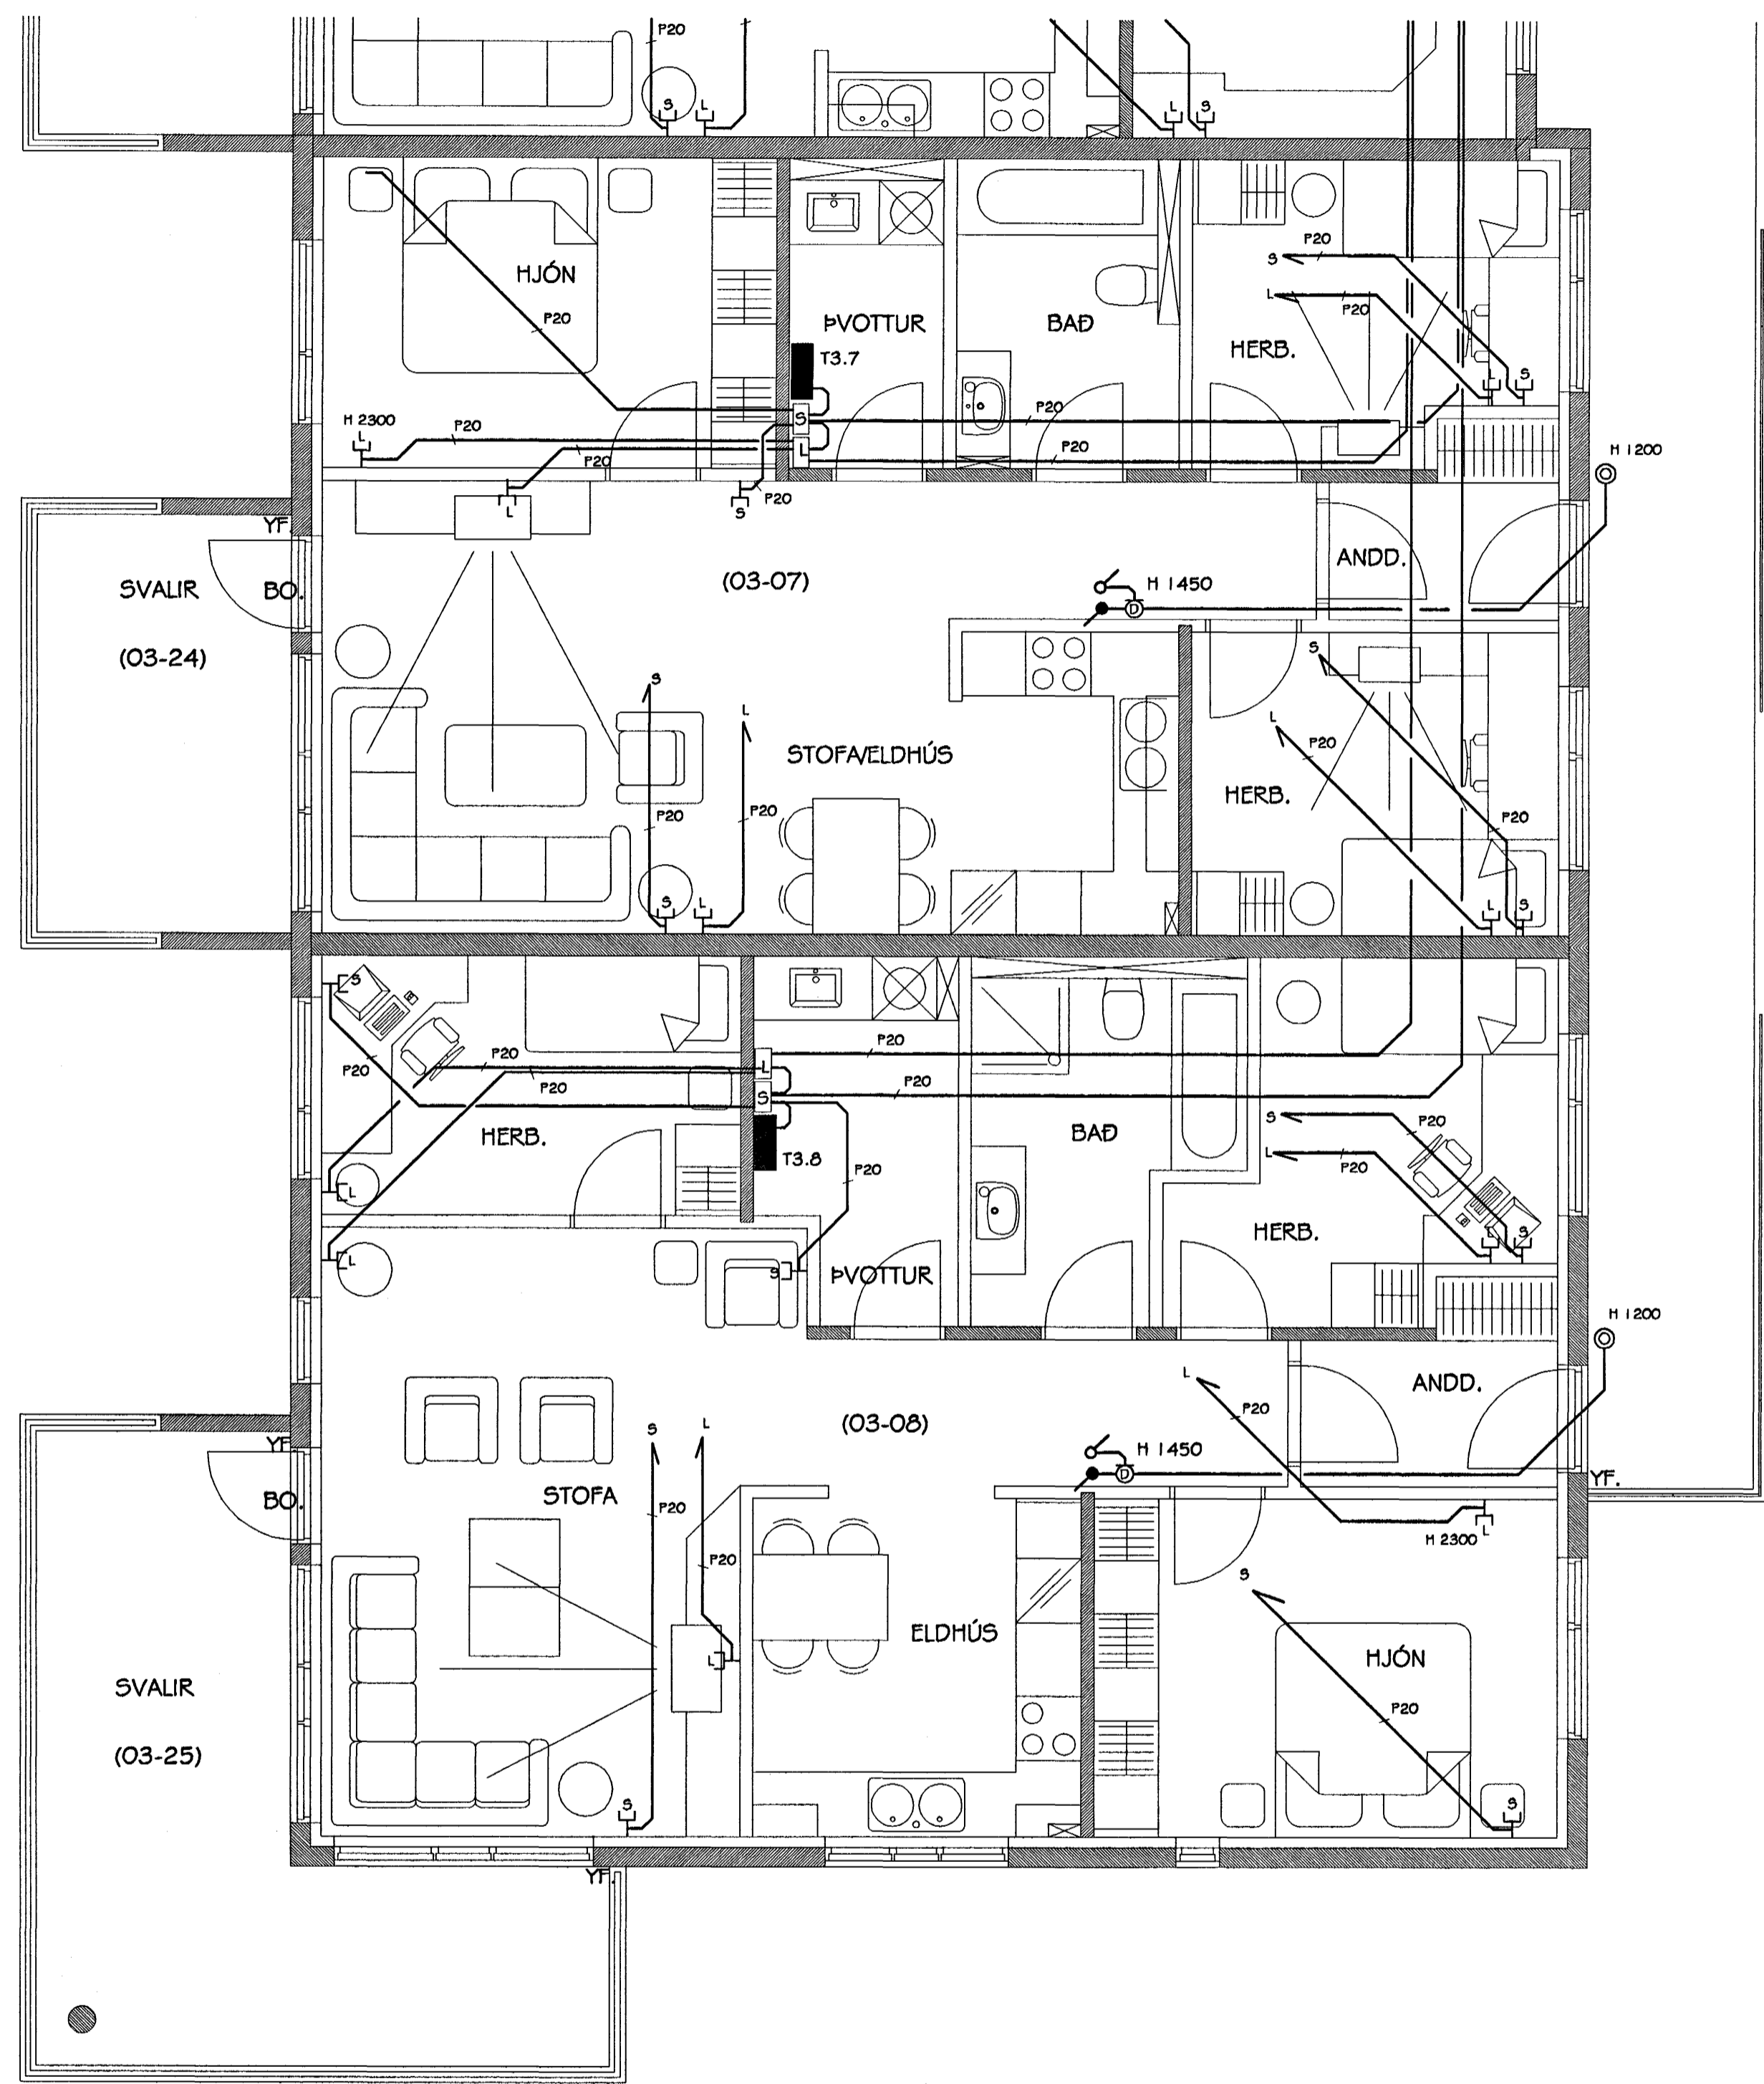 P20
S L
L S
HJÓN
P20
ÞVOTTUR
BAÐ
HERB.
S P20
L P20
T3.7
L S
H 2300
L
P20
P20
S
L
P20
P20
P20
L
S
H 1200
YF.
SVALIR
BO.
(03-24)
(03-07)
H 1450
D
ANDD.
S
L
STOFA/ELDHÚS
P20
P20
S L
S
L
P20
HERB.
P20
L S
S
P20
P20
P20
HERB.
L
L
L
S
T3.8
P20
P20
P20
S
ÞVOTTUR
BAÐ
S P20
L P20
HERB.
L S
H 1200
YF.
BO.
SVALIR
(03-25)
STOFA
S L
P20
P20
L
S
YF.
(03-08)
H 1450
D
L
P20
ANDD.
YF.
H 2300
L
ELDHÚS
S
HJÓN
P20
S